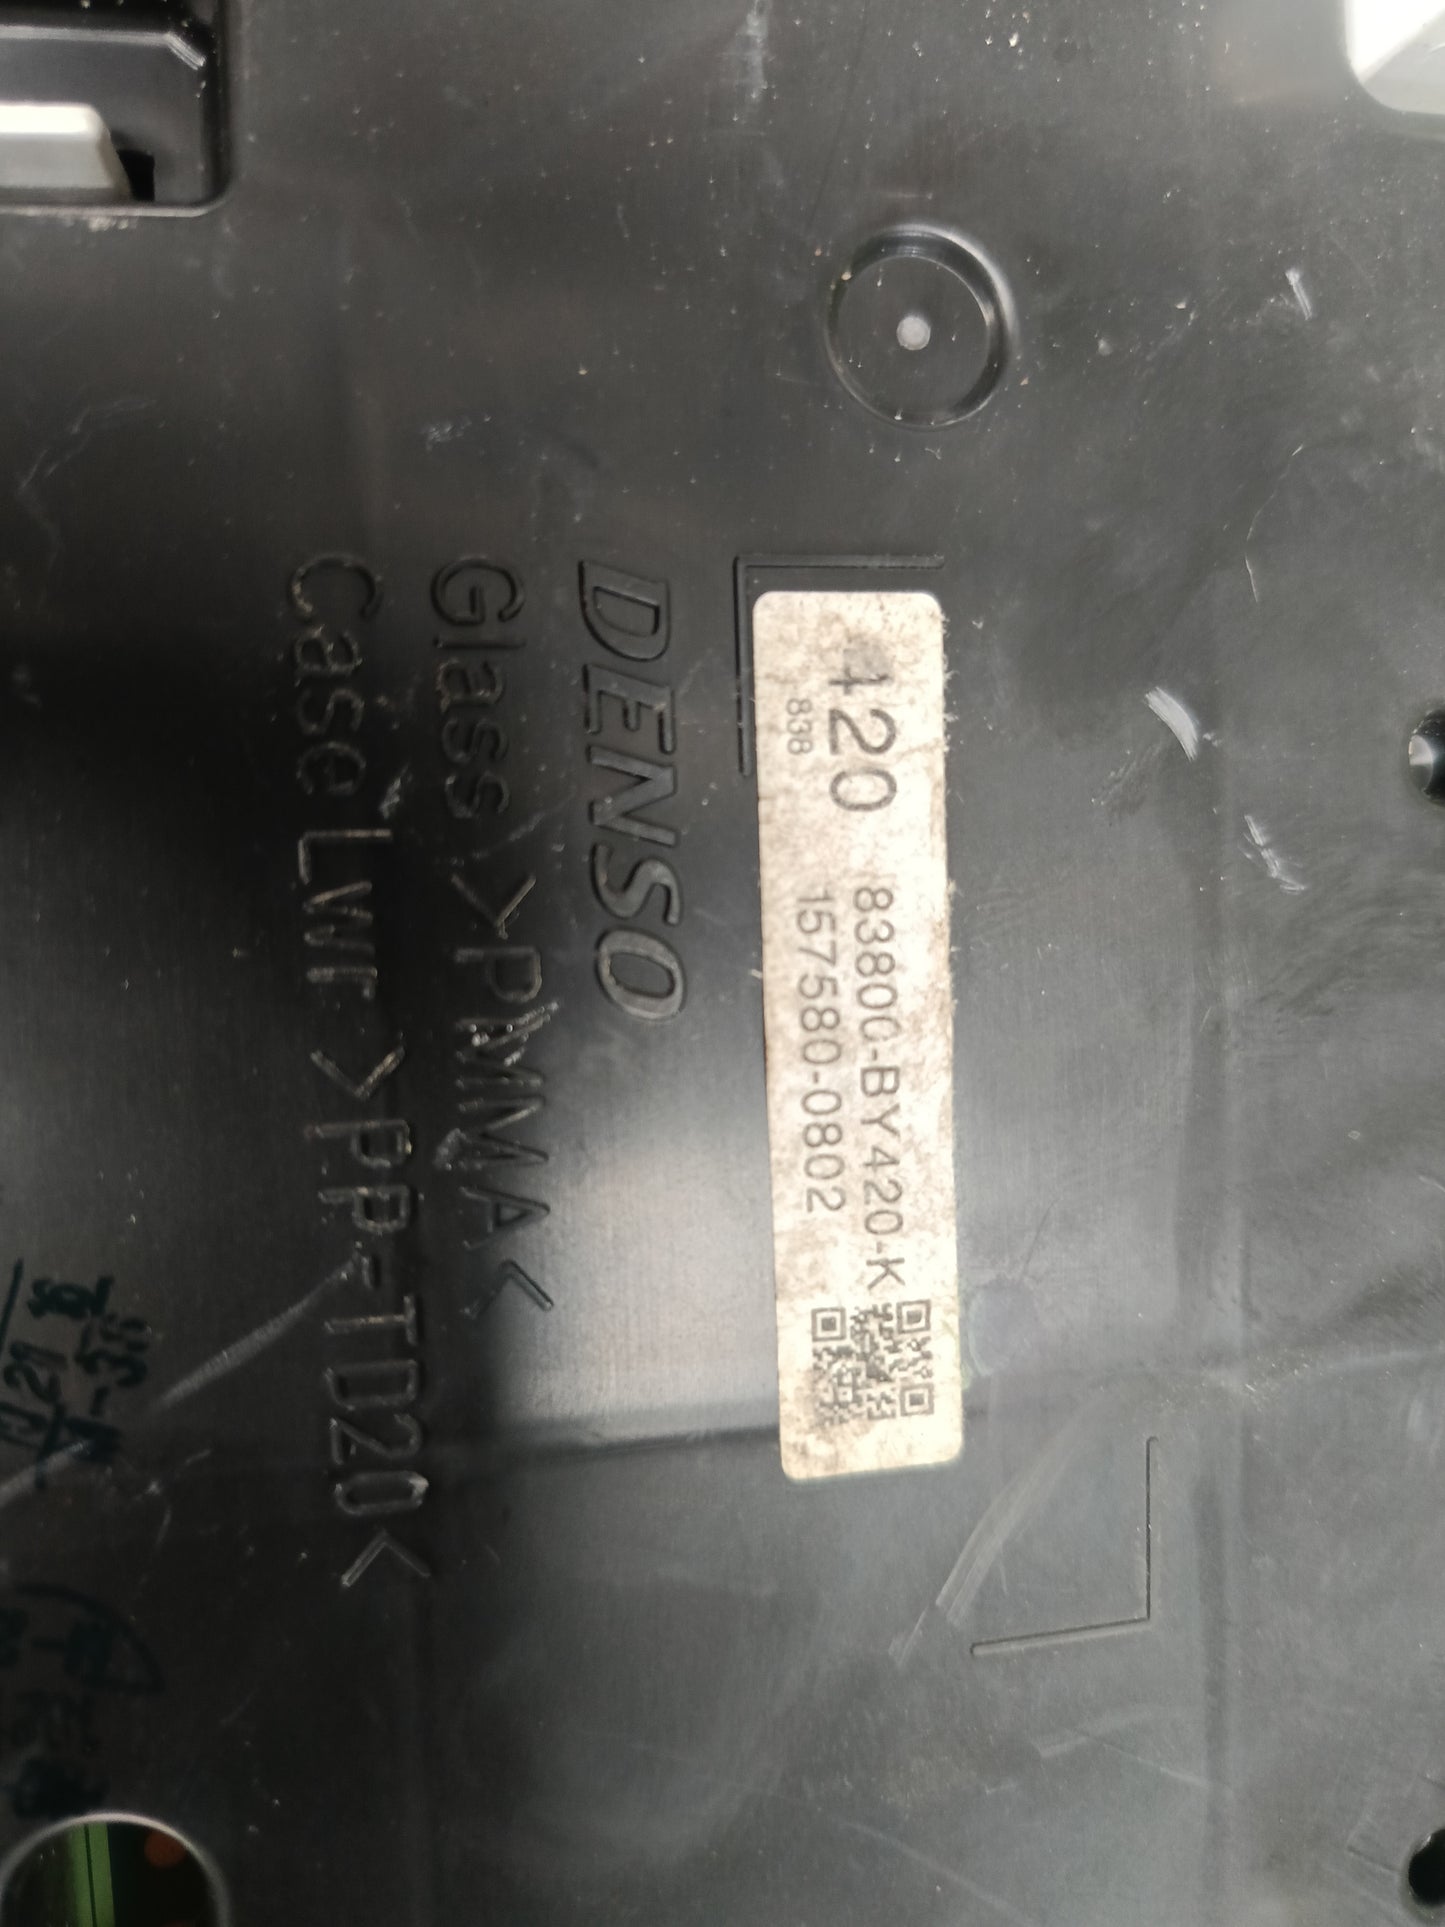 420 83800-BY420-K
838 157580-0802
DENSO
Glass >PMMA<
Case LWr >PP-TD20<